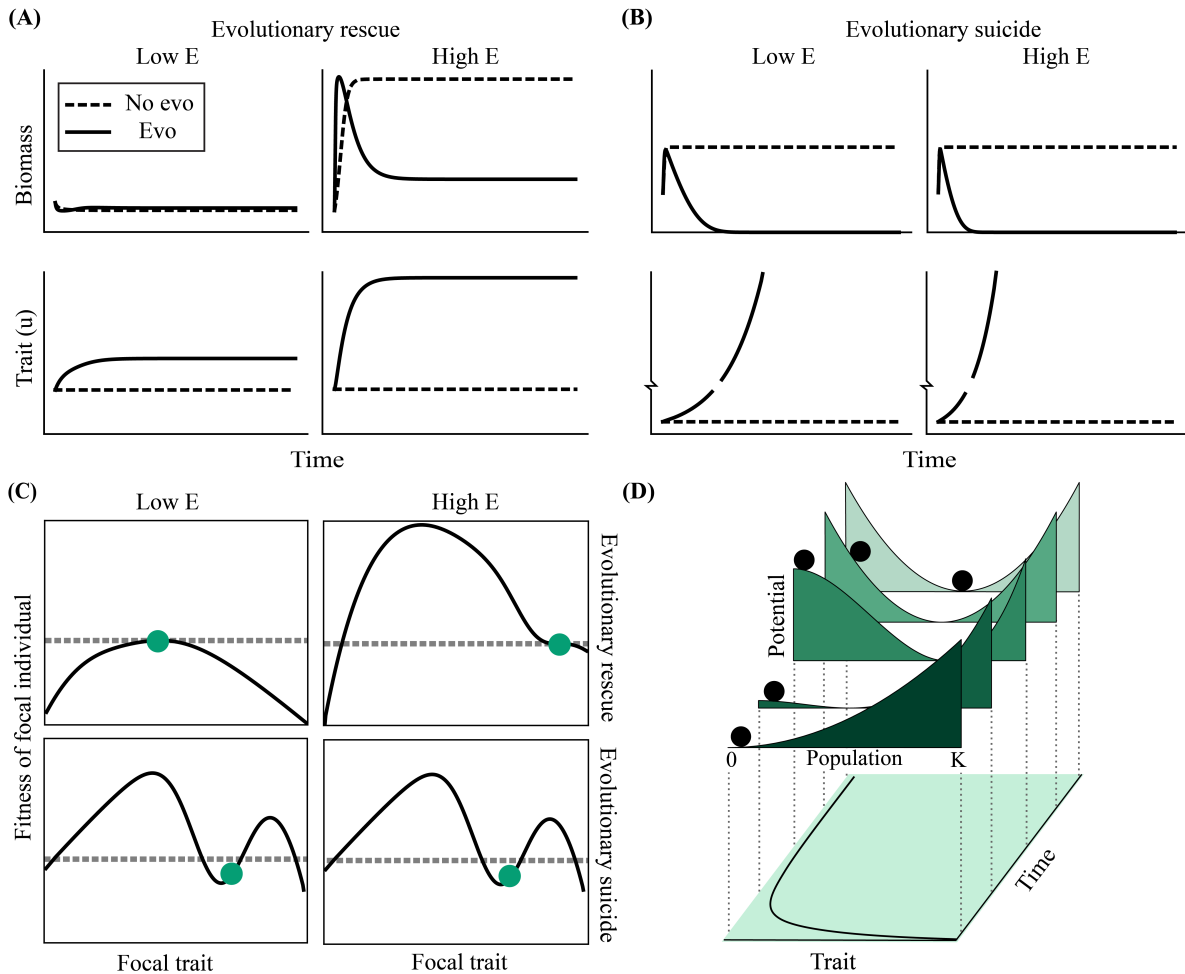 (A)
Evolutionary rescue
Low E
High E
No evo
Evo
Biomass
Trait (u)
Time
(B)
Evolutionary suicide
Low E
High E
Time
(C)
Low E
High E
Fitness of focal individual
Evolutionary rescue
Evolutionary suicide
Focal trait
Focal trait
(D)
Potential
0
Population
K
Time
Trait